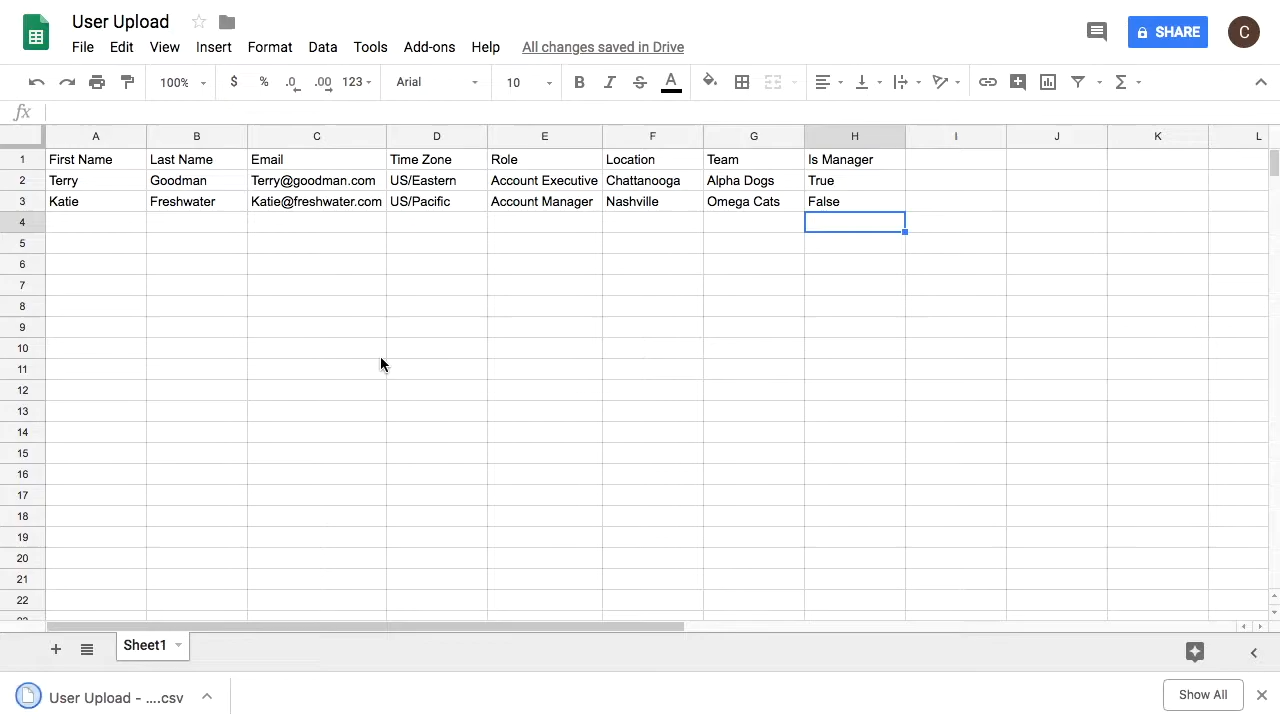 User Upload
File Edit View Insert Format Data Tools Add-ons Help All changes saved in Drive
SHARE
C
100% $ % .0 .00 123 Arial 10 B I S A Σ
fx
A B C D E F G H I J K L
1 First Name Last Name Email Time Zone Role Location Team Is Manager
2 Terry Goodman Terry@goodman.com US/Eastern Account Executive Chattanooga Alpha Dogs True
3 Katie Freshwater Katie@freshwater.com US/Pacific Account Manager Nashville Omega Cats False
4
5
6
7
8
9
10
11
12
13
14
15
16
17
18
19
20
21
22
Sheet1
User Upload - ....csv
Show All